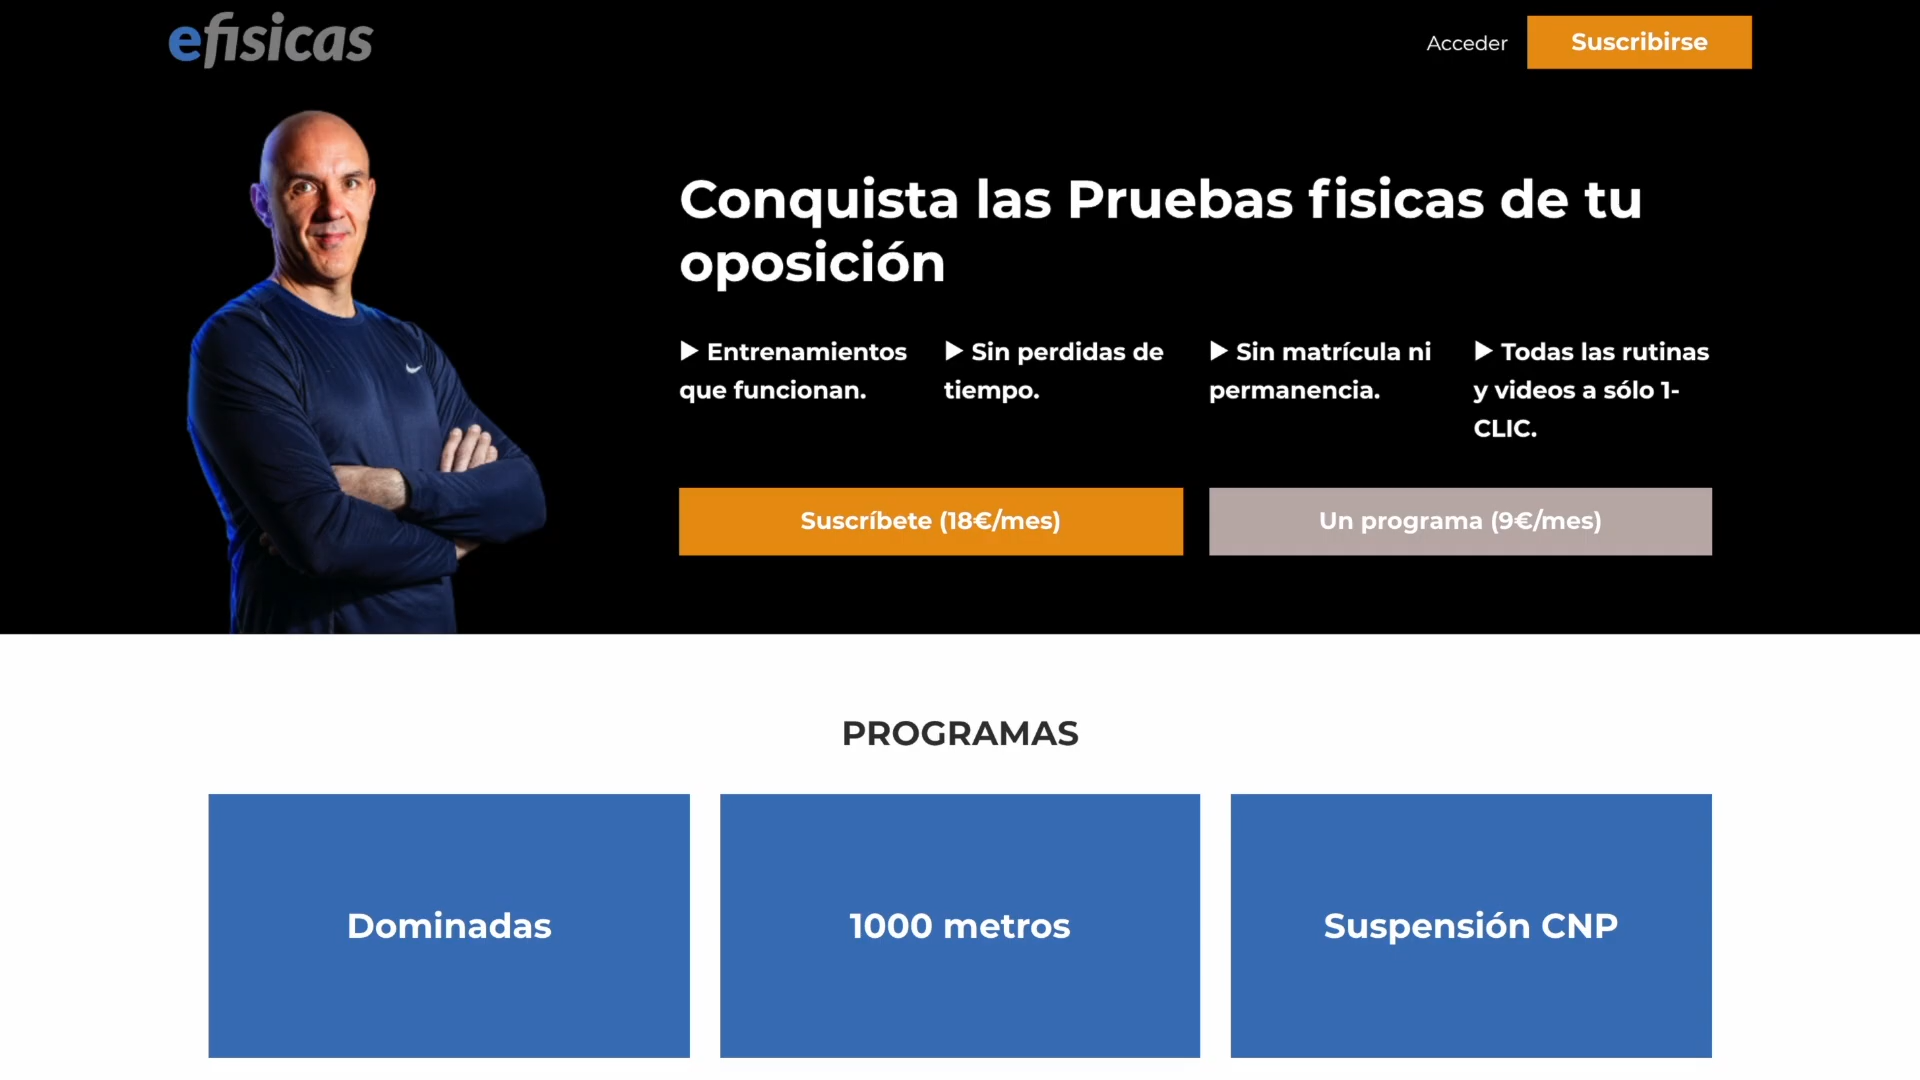 efisicas
Acceder
Suscribirse
Conquista las Pruebas fisicas de tu
oposición
▶ Entrenamientos
que funcionan.
▶ Sin perdidas de
tiempo.
▶ Sin matrícula ni
permanencia.
▶ Todas las rutinas
y videos a sólo 1-
CLIC.
Suscríbete (18€/mes)
Un programa (9€/mes)
PROGRAMAS
Dominadas
1000 metros
Suspensión CNP